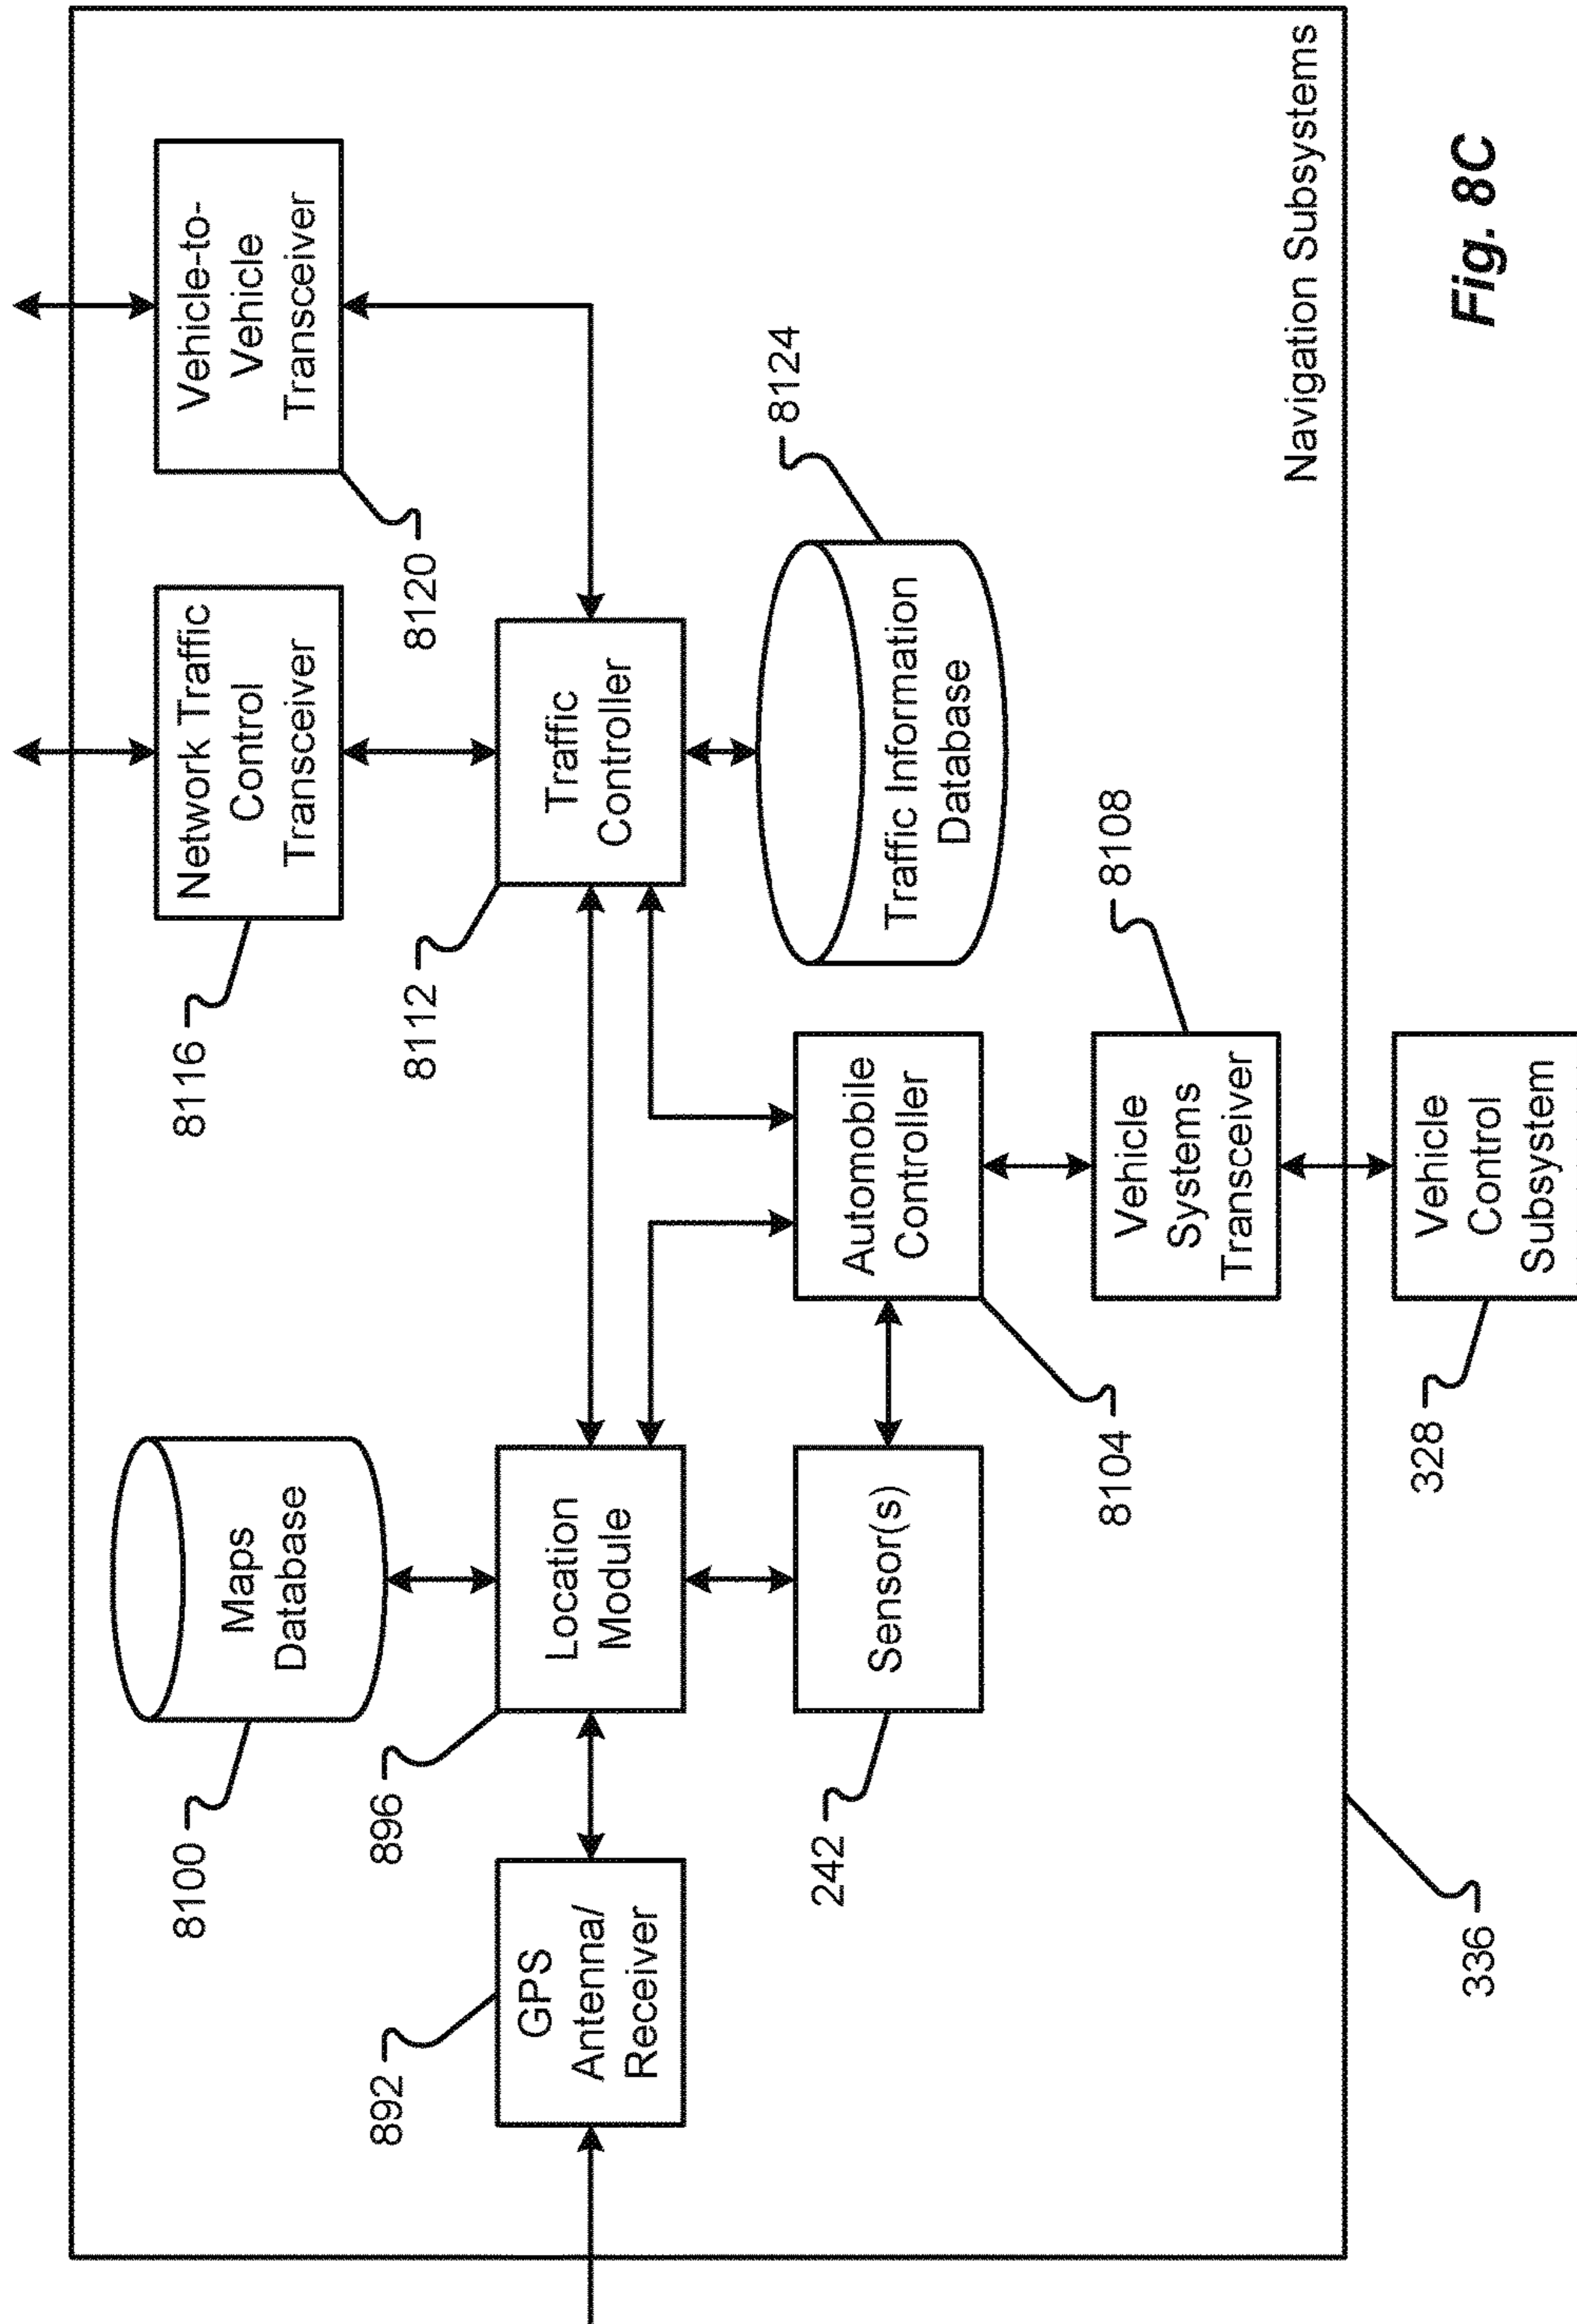 8100
Maps
Database
8116
Network Traffic
Control
Transceiver
Vehicle-to-
Vehicle
Transceiver
8120
892
GPS
Antenna/
Receiver
896
Location
Module
8112
Traffic
Controller
242
Sensor(s)
Automobile
Controller
8104
8124
Traffic Information
Database
8108
Vehicle
Systems
Transceiver
Navigation Subsystems
336
328
Vehicle
Control
Subsystem
Fig. 8C